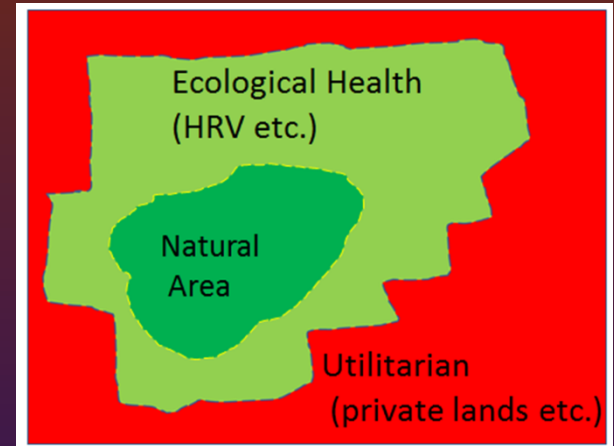 Ecological Health
(HRV etc.)
Natural
Area
Utilitarian
(private lands etc.)